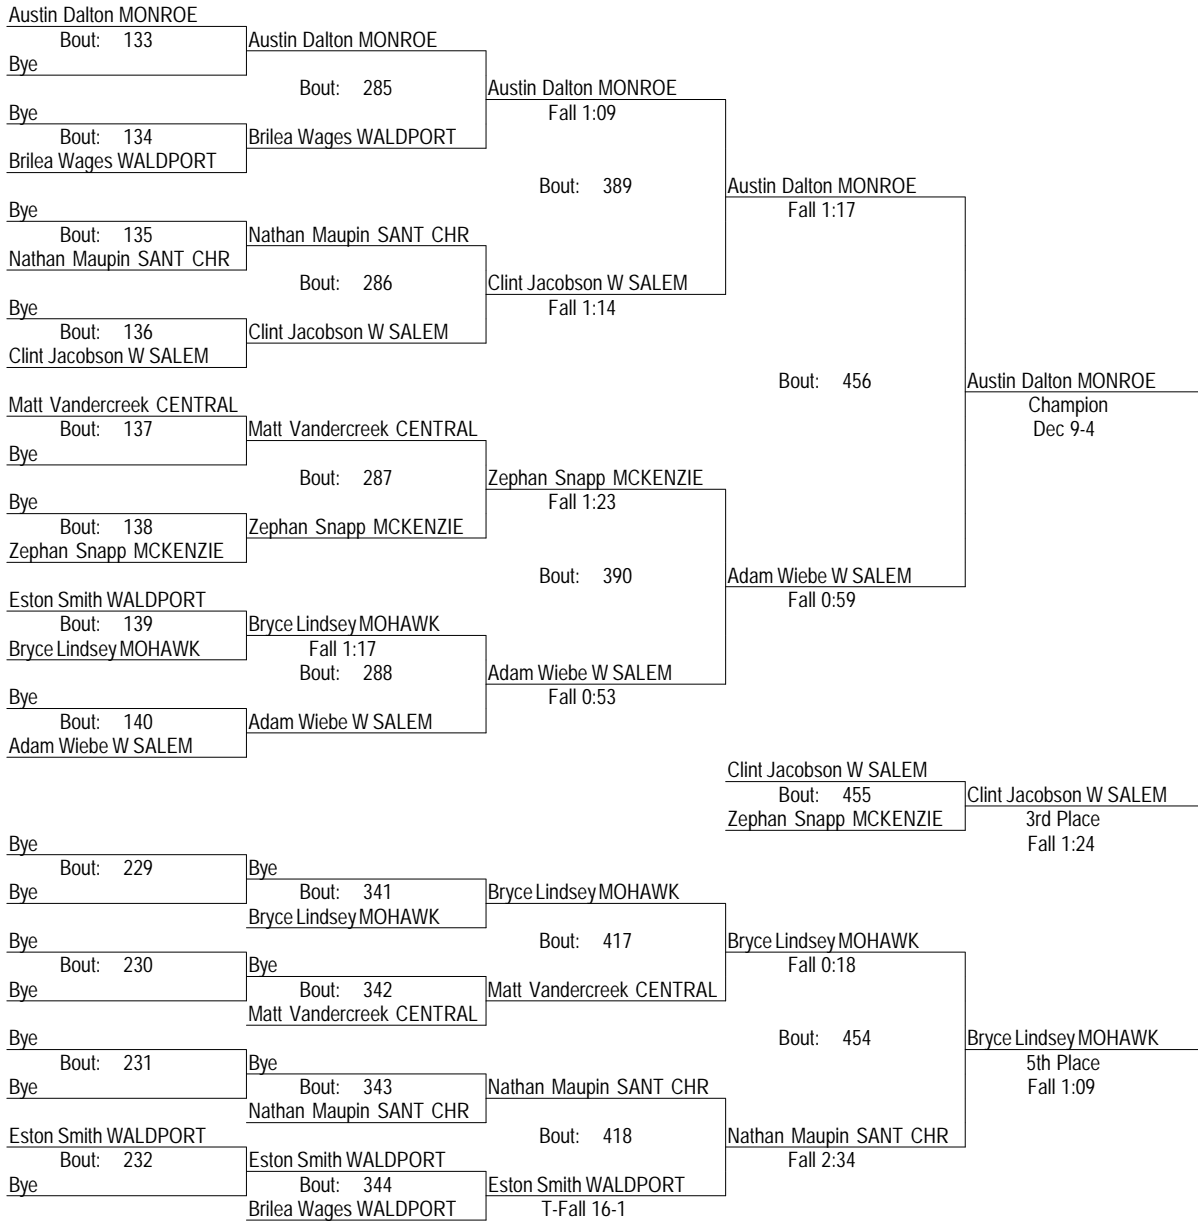 Austin Dalton MONROE
Bout: 133
Austin Dalton MONROE
Bye
Bout: 285
Austin Dalton MONROE
Bye
Fall 1:09
Bout: 134
Brilea Wages WALDPORT
Brilea Wages WALDPORT
Bout: 389
Austin Dalton MONROE
Bye
Fall 1:17
Bout: 135
Nathan Maupin SANT CHR
Nathan Maupin SANT CHR
Bout: 286
Clint Jacobson W SALEM
Bye
Fall 1:14
Bout: 136
Clint Jacobson W SALEM
Clint Jacobson W SALEM
Bout: 456
Austin Dalton MONROE
Matt Vandercreek CENTRAL
Champion
Bout: 137
Matt Vandercreek CENTRAL
Dec 9-4
Bye
Bout: 287
Zephan Snapp MCKENZIE
Bye
Fall 1:23
Bout: 138
Zephan Snapp MCKENZIE
Zephan Snapp MCKENZIE
Bout: 390
Adam Wiebe W SALEM
Eston Smith WALDPORT
Fall 0:59
Bout: 139
Bryce Lindsey MOHAWK
Bryce Lindsey MOHAWK
Fall 1:17
Bout: 288
Adam Wiebe W SALEM
Bye
Fall 0:53
Bout: 140
Adam Wiebe W SALEM
Adam Wiebe W SALEM
Clint Jacobson W SALEM
Bout: 455
Clint Jacobson W SALEM
Zephan Snapp MCKENZIE
3rd Place
Fall 1:24
Bye
Bout: 229
Bye
Bye
Bout: 341
Bryce Lindsey MOHAWK
Bryce Lindsey MOHAWK
Bye
Bout: 417
Bryce Lindsey MOHAWK
Bout: 230
Bye
Fall 0:18
Bye
Bout: 342
Matt Vandercreek CENTRAL
Matt Vandercreek CENTRAL
Bye
Bout: 454
Bryce Lindsey MOHAWK
Bout: 231
Bye
5th Place
Bye
Bout: 343
Nathan Maupin SANT CHR
Fall 1:09
Nathan Maupin SANT CHR
Eston Smith WALDPORT
Bout: 418
Nathan Maupin SANT CHR
Bout: 232
Eston Smith WALDPORT
Fall 2:34
Bye
Bout: 344
Eston Smith WALDPORT
Brilea Wages WALDPORT
T-Fall 16-1